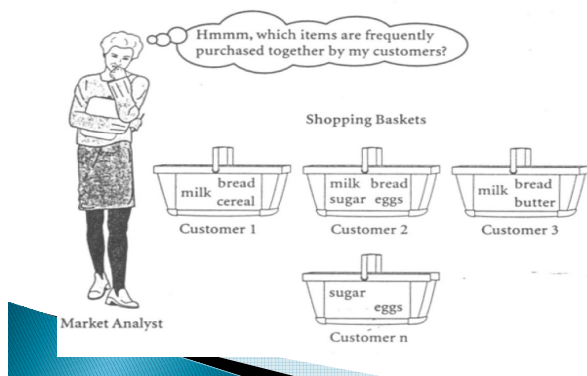 Hmmm, which items are frequently
purchased together by my customers?
Shopping Baskets
milk bread
cereal
Customer 1
milk bread
sugar eggs
Customer 2
milk bread
butter
Customer 3
sugar
eggs
Customer n
Market Analyst